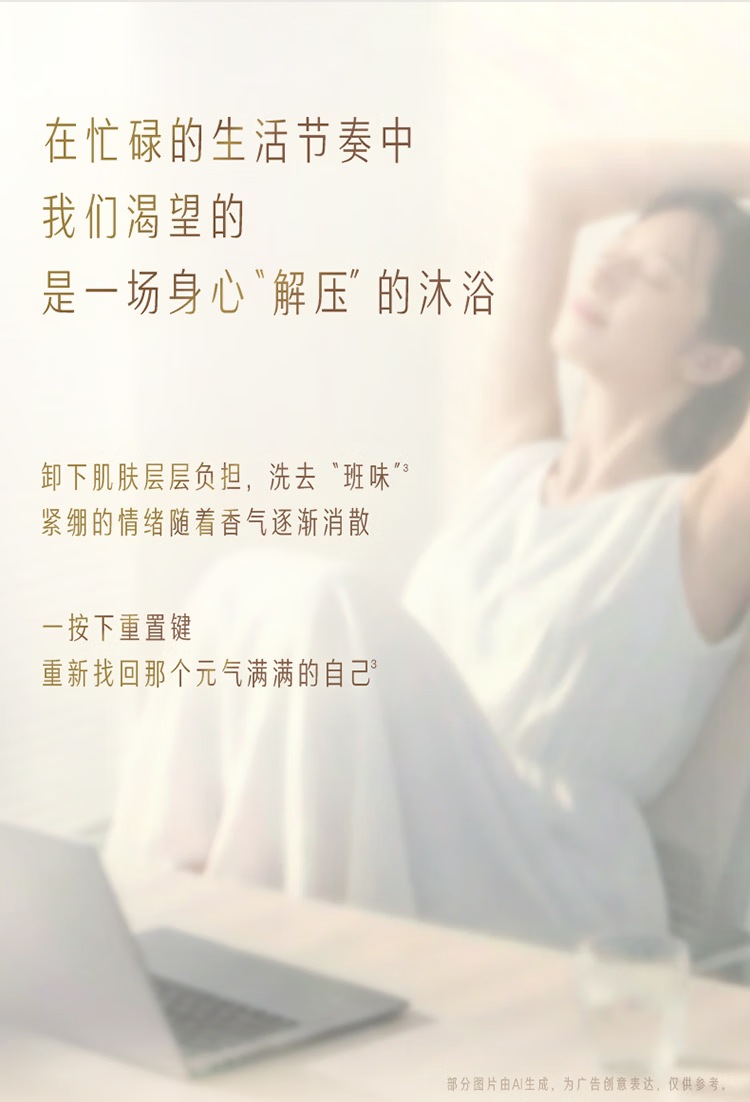 在忙碌的生活节奏中
我们渴望的
是一场身心“解压”的沐浴
卸下肌肤层层负担，洗去“班味”³
紧绷的情绪随着香气逐渐消散
一按下重置键
重新找回那个元气满满的自己³
部分图片由AI生成，为广告创意表达，仅供参考。